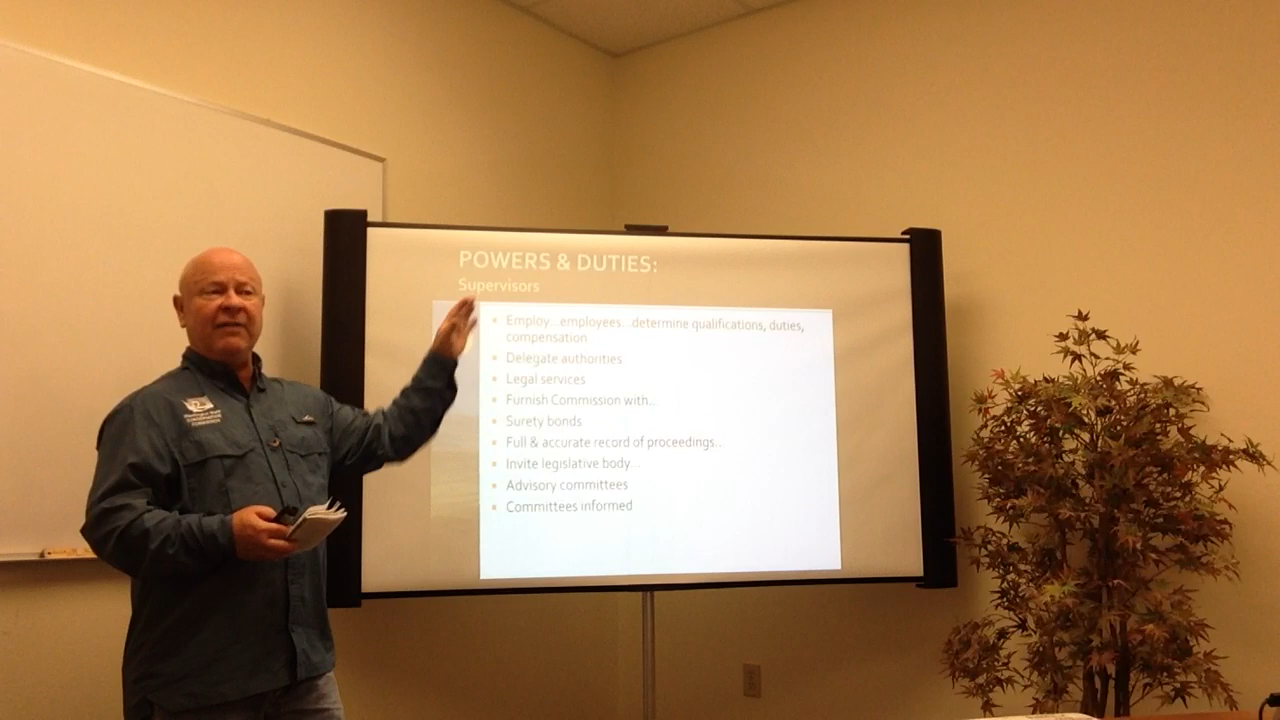 POWERS & DUTIES:
Supervisors
Employ...employees...determine qualifications, duties,
compensation
Delegate authorities
Legal services
Furnish Commission with...
Surety bonds
Full & accurate record of proceedings...
Invite legislative body...
Advisory committees
Committees informed